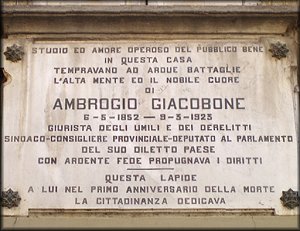 STUDIO ED AMORE OPEROSO DEL PUBBLICO BENE
IN QUESTA CASA
TEMPRAVANO AD ARDUE BATTAGLIE
L'ALTA MENTE ED IL NOBILE CUORE
DI
AMBROGIO GIACOBONE
6-5-1852 — 9-3-1923
GIURISTA DEGLI UMILI E DEI DERELITTI
SINDACO-CONSIGLIERE PROVINCIALE-DEPUTATO AL PARLAMENTO
DEL SUO DILETTO PAESE
CON ARDENTE FEDE PROPUGNAVA I DIRITTI
QUESTA LAPIDE
A LUI NEL PRIMO ANNIVERSARIO DELLA MORTE
LA CITTADINANZA DEDICAVA